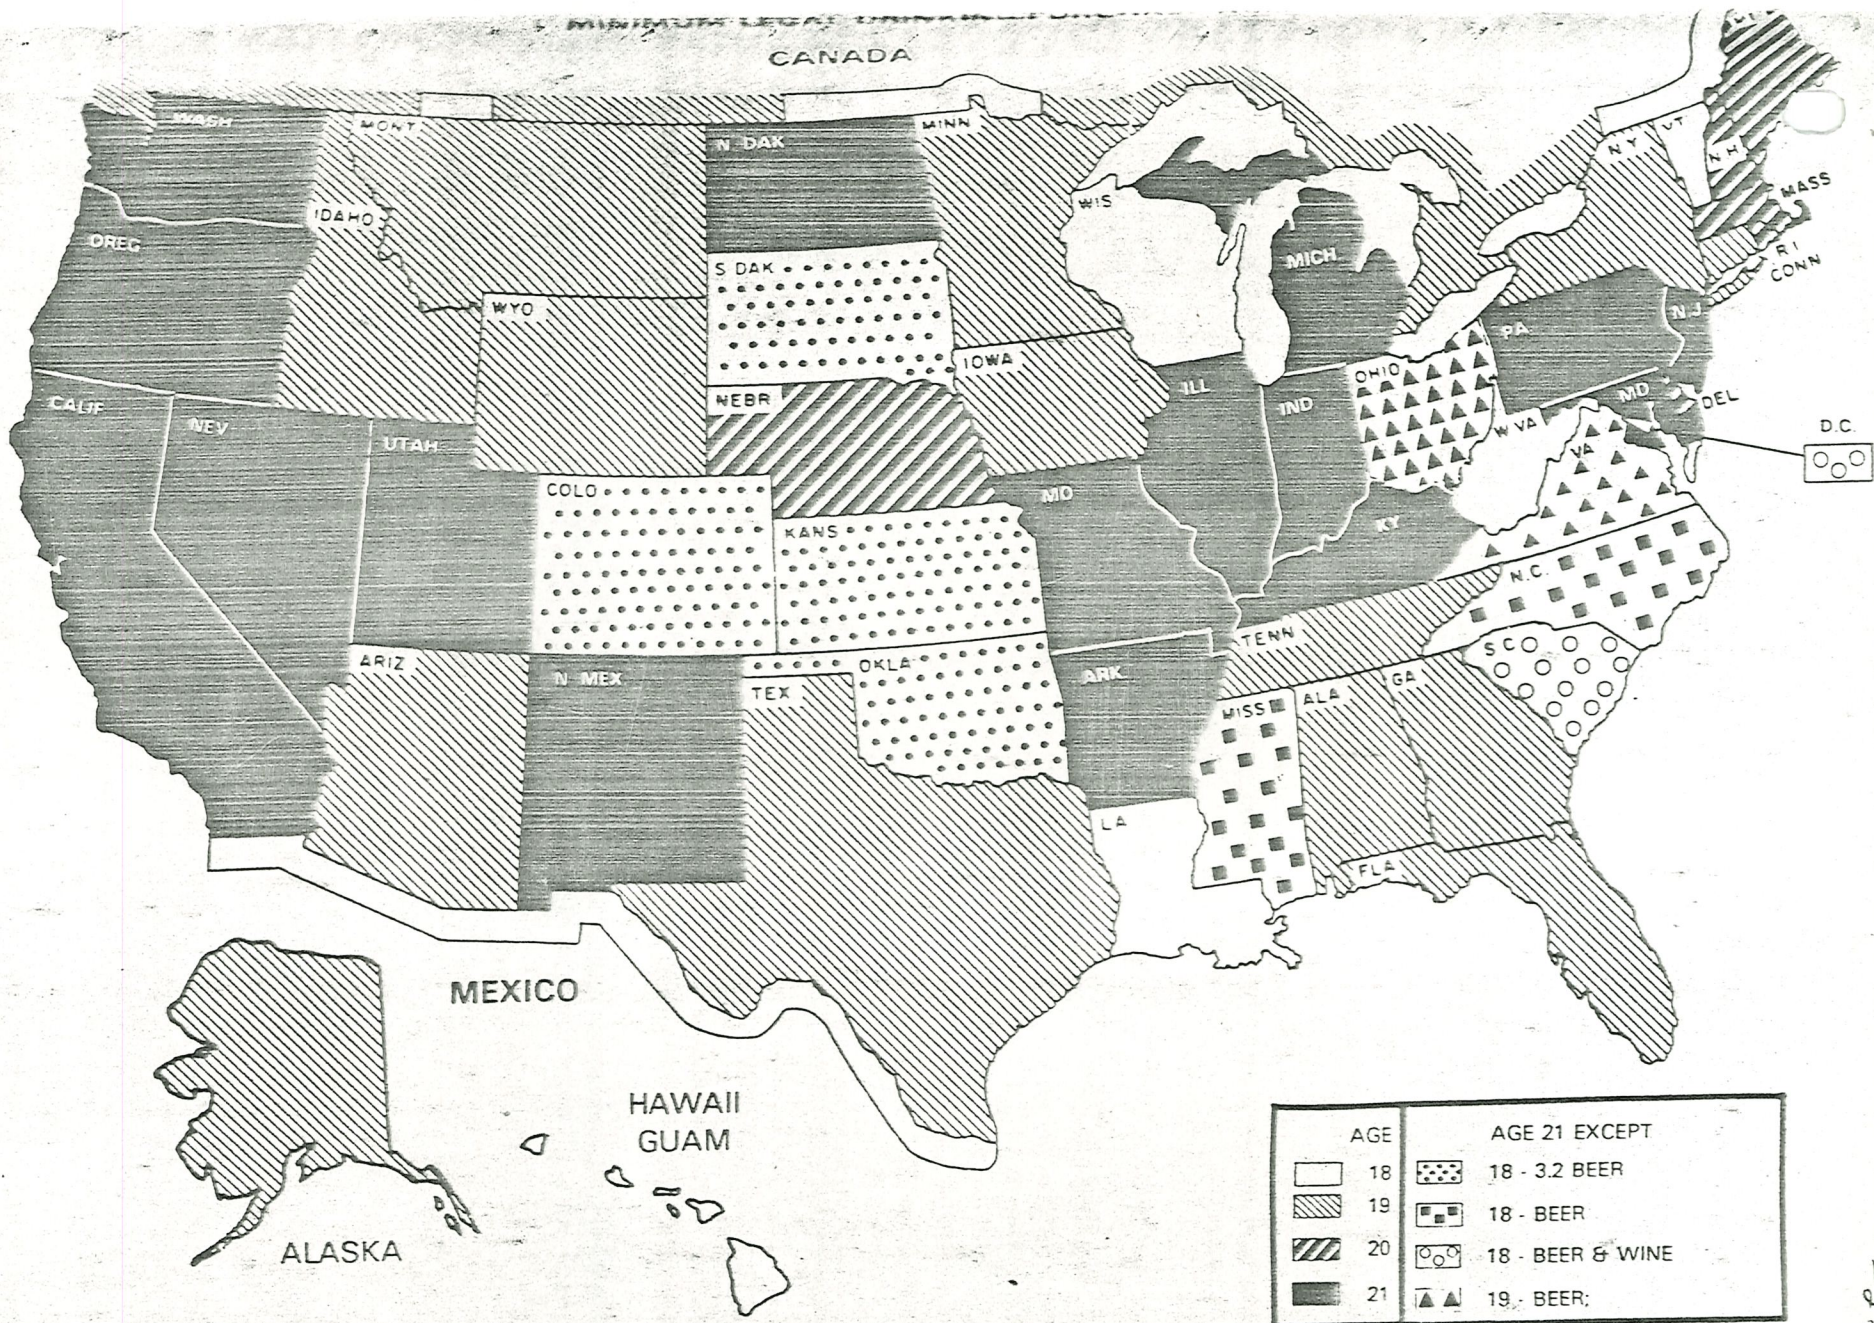 MINIMUM LEGAL
CANADA
WASH
MONT
N DAK
MINN
N Y
VT
N H
MASS
R I
CONN
IDAHO
OREG
WIS
MICH
S DAK
WYO
IOWA
NEBR
PA
N J
OHIO
ILL
IND
MD
DEL
D.C.
CALIF
NEV
UTAH
COLO
KANS
MO
KY
W VA
VA
N.C.
ARIZ
N MEX
TEX
OKLA
ARK
TENN
S C
MISS
ALA
GA
LA
FLA
MEXICO
HAWAII
GUAM
ALASKA
AGE
18
19
20
21
AGE 21 EXCEPT
18 - 3.2 BEER
18 - BEER
18 - BEER & WINE
19 - BEER;